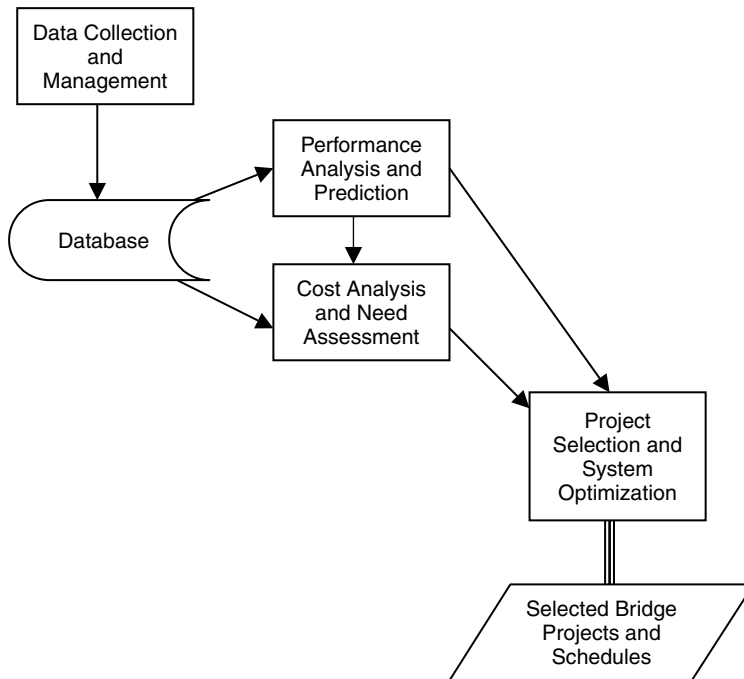 Data Collection
and
Management
Performance
Analysis and
Prediction
Database
Cost Analysis
and Need
Assessment
Project
Selection and
System
Optimization
Selected Bridge
Projects and
Schedules